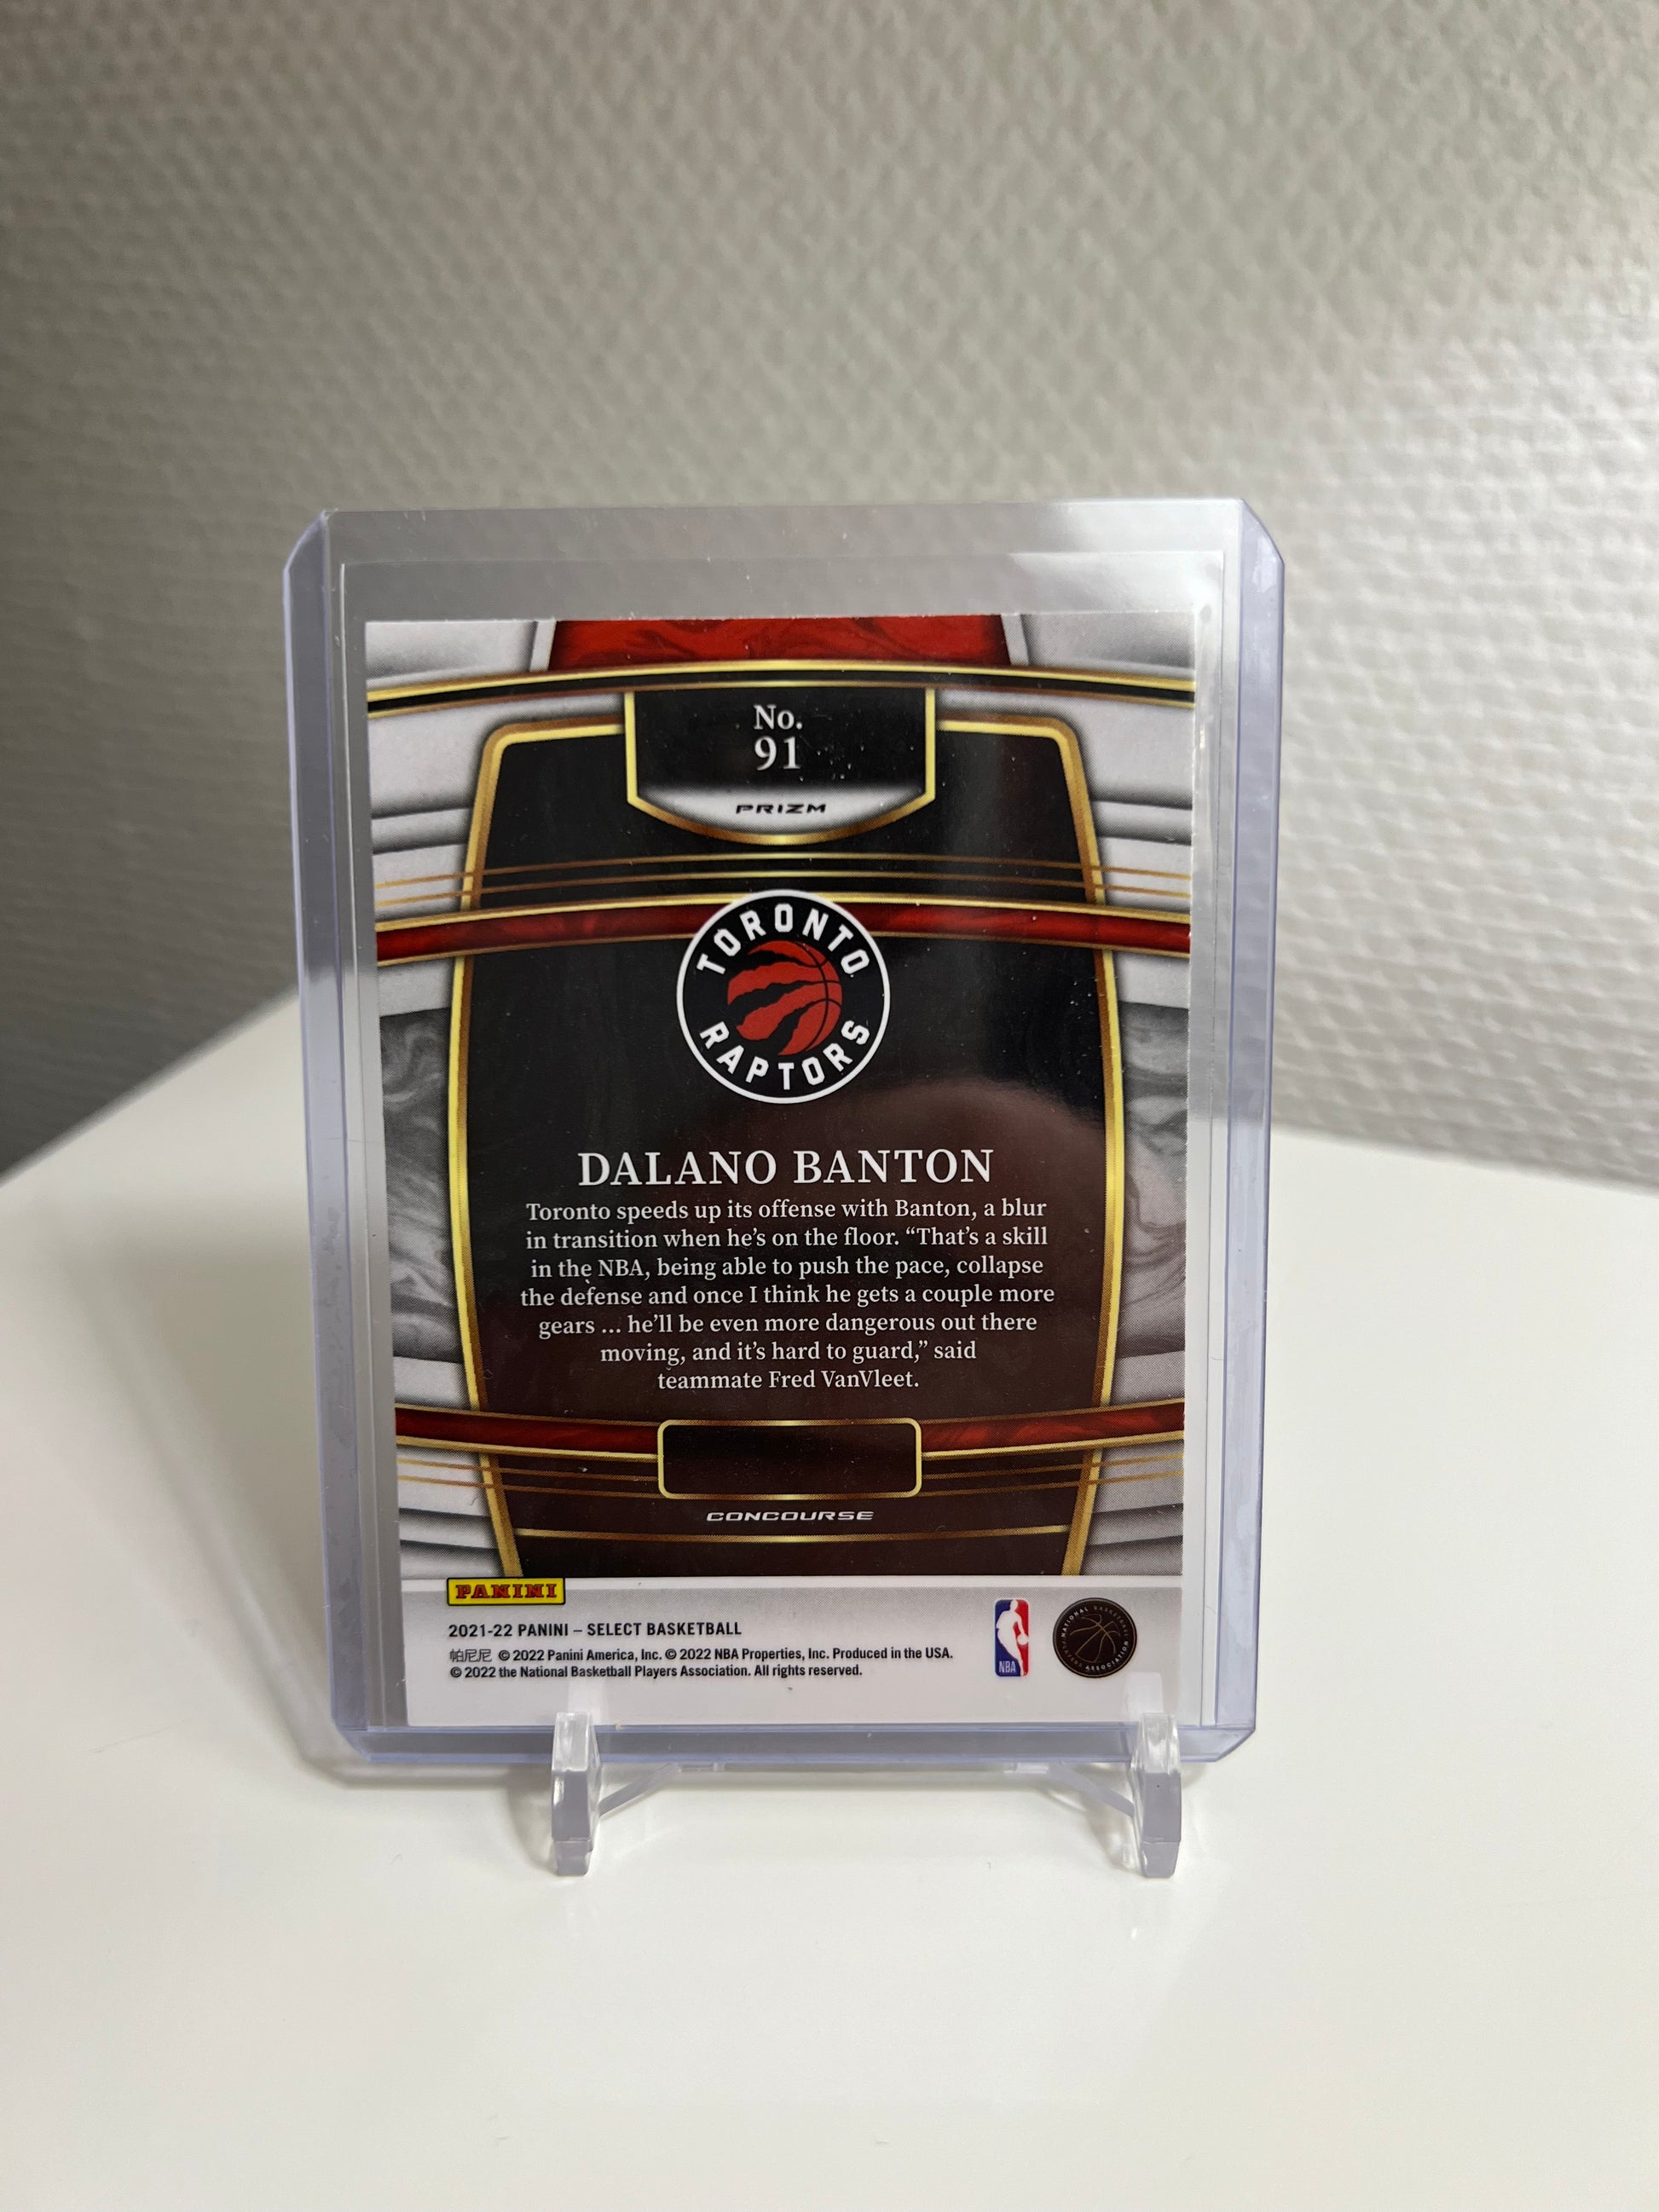 No.
91
PRIZM
TORONTO
RAPTORS
DALANO BANTON
Toronto speeds up its offense with Banton, a blur
in transition when he’s on the floor. “That’s a skill
in the NBA, being able to push the pace, collapse
the defense and once I think he gets a couple more
gears ... he’ll be even more dangerous out there
moving, and it’s hard to guard,” said
teammate Fred VanVleet.
CONCOURSE
PANINI
2021-22 PANINI – SELECT BASKETBALL
帕尼尼 © 2022 Panini America, Inc. © 2022 NBA Properties, Inc. Produced in the USA.
© 2022 the National Basketball Players Association. All rights reserved.
NBA
NATIONAL BASKETBALL
PLAYERS ASSOCIATION